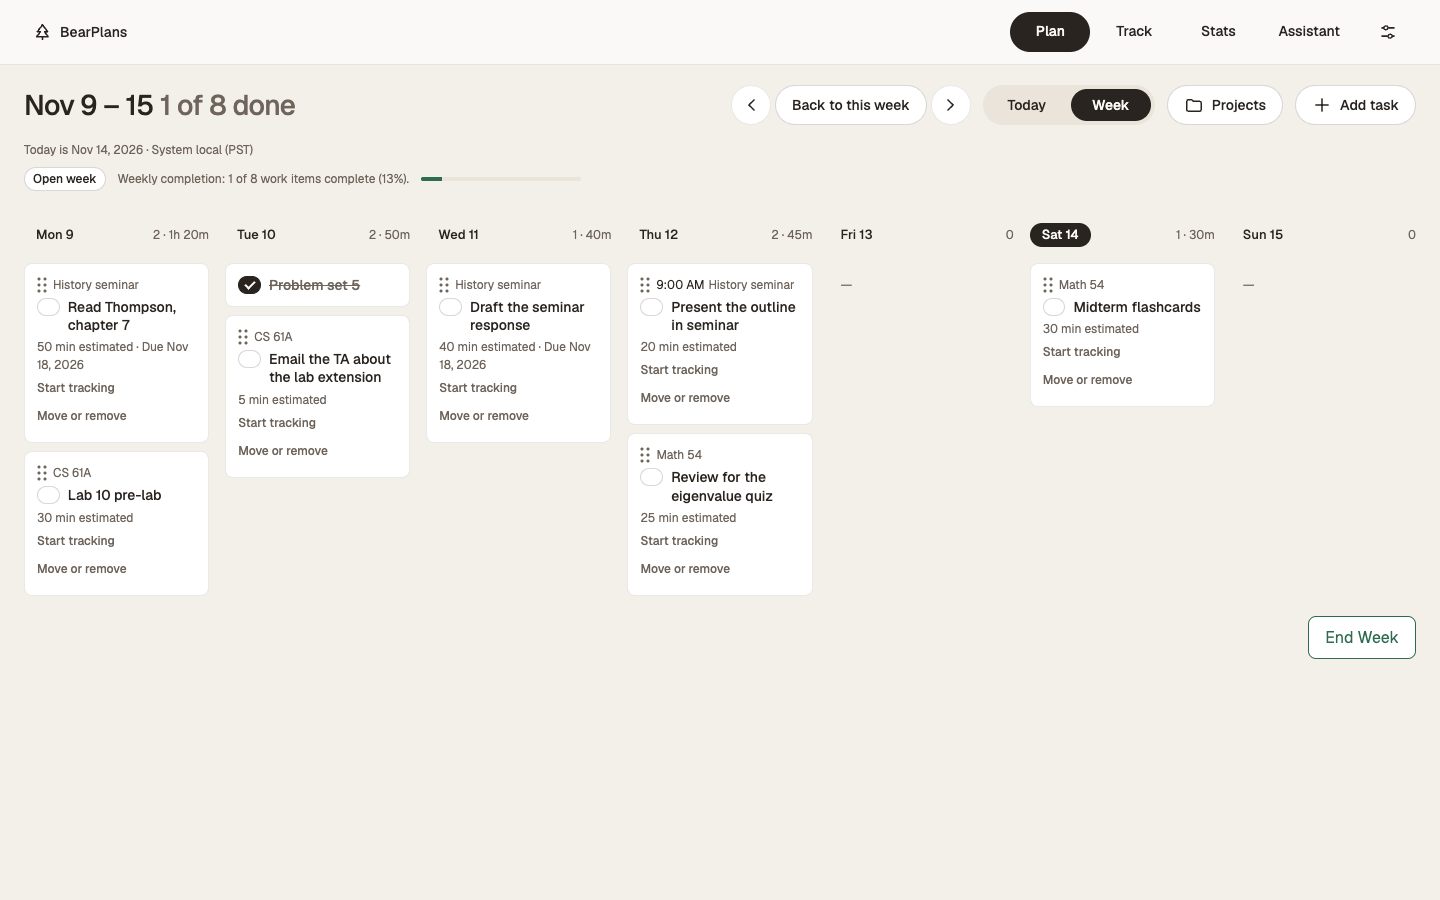 BearPlans
Plan
Track
Stats
Assistant
Nov 9 – 15 1 of 8 done
Back to this week
Today
Week
Projects
Add task
Today is Nov 14, 2026 · System local (PST)
Open week
Weekly completion: 1 of 8 work items complete (13%).
Mon 9
2 · 1h 20m
History seminar
Read Thompson,
chapter 7
50 min estimated · Due Nov
18, 2026
Start tracking
Move or remove
CS 61A
Lab 10 pre-lab
30 min estimated
Start tracking
Move or remove
Tue 10
2 · 50m
Problem set 5
CS 61A
Email the TA about
the lab extension
5 min estimated
Start tracking
Move or remove
Wed 11
1 · 40m
History seminar
Draft the seminar
response
40 min estimated · Due Nov
18, 2026
Start tracking
Move or remove
Thu 12
2 · 45m
9:00 AM History seminar
Present the outline
in seminar
20 min estimated
Start tracking
Move or remove
Math 54
Review for the
eigenvalue quiz
25 min estimated
Start tracking
Move or remove
Fri 13
0
—
Sat 14
1 · 30m
Math 54
Midterm flashcards
30 min estimated
Start tracking
Move or remove
Sun 15
0
—
End Week